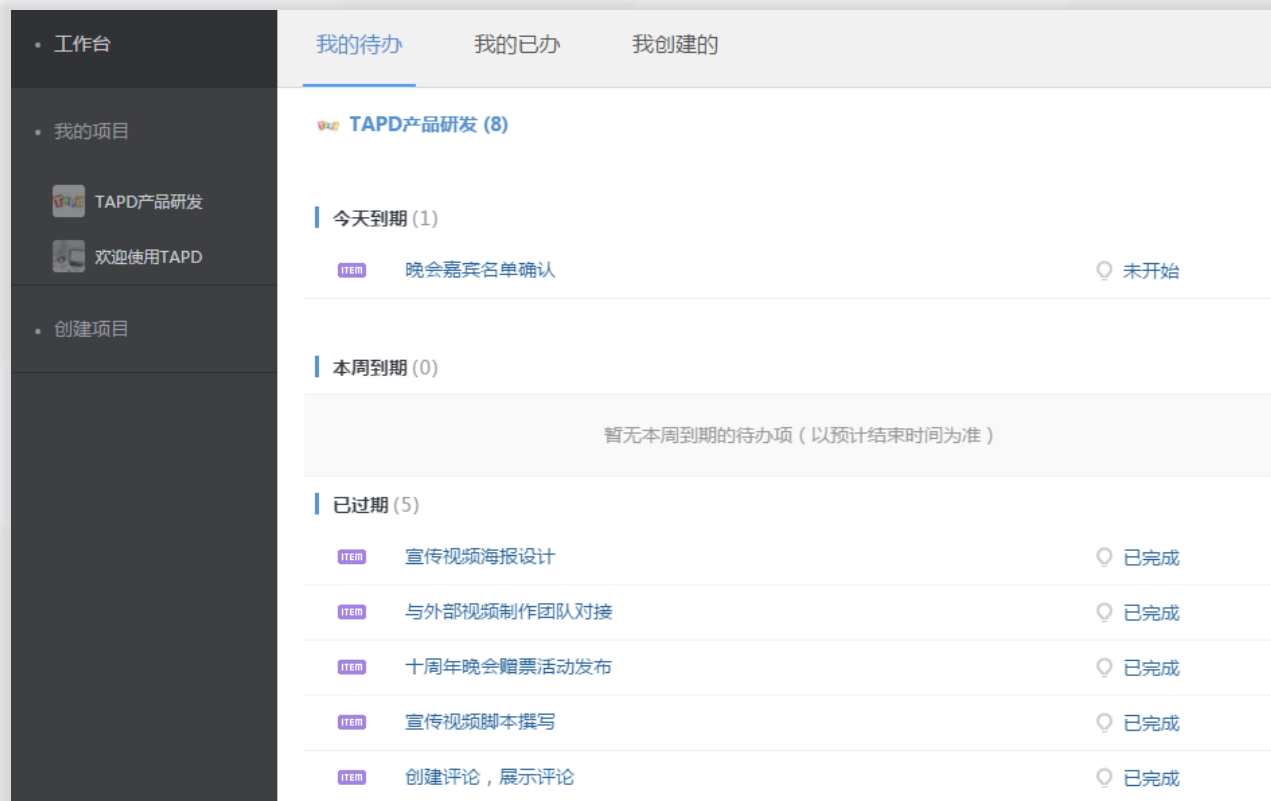 工作台
我的项目
TAPD产品研发
欢迎使用TAPD
创建项目
我的待办 我的已办 我创建的
TAPD产品研发 (8)
今天到期 (1)
ITEM 晚会嘉宾名单确认 未开始
本周到期 (0)
暂无本周到期的待办项（以预计结束时间为准）
已过期 (5)
ITEM 宣传视频海报设计 已完成
ITEM 与外部视频制作团队对接 已完成
ITEM 十周年晚会赠票活动发布 已完成
ITEM 宣传视频脚本撰写 已完成
ITEM 创建评论，展示评论 已完成